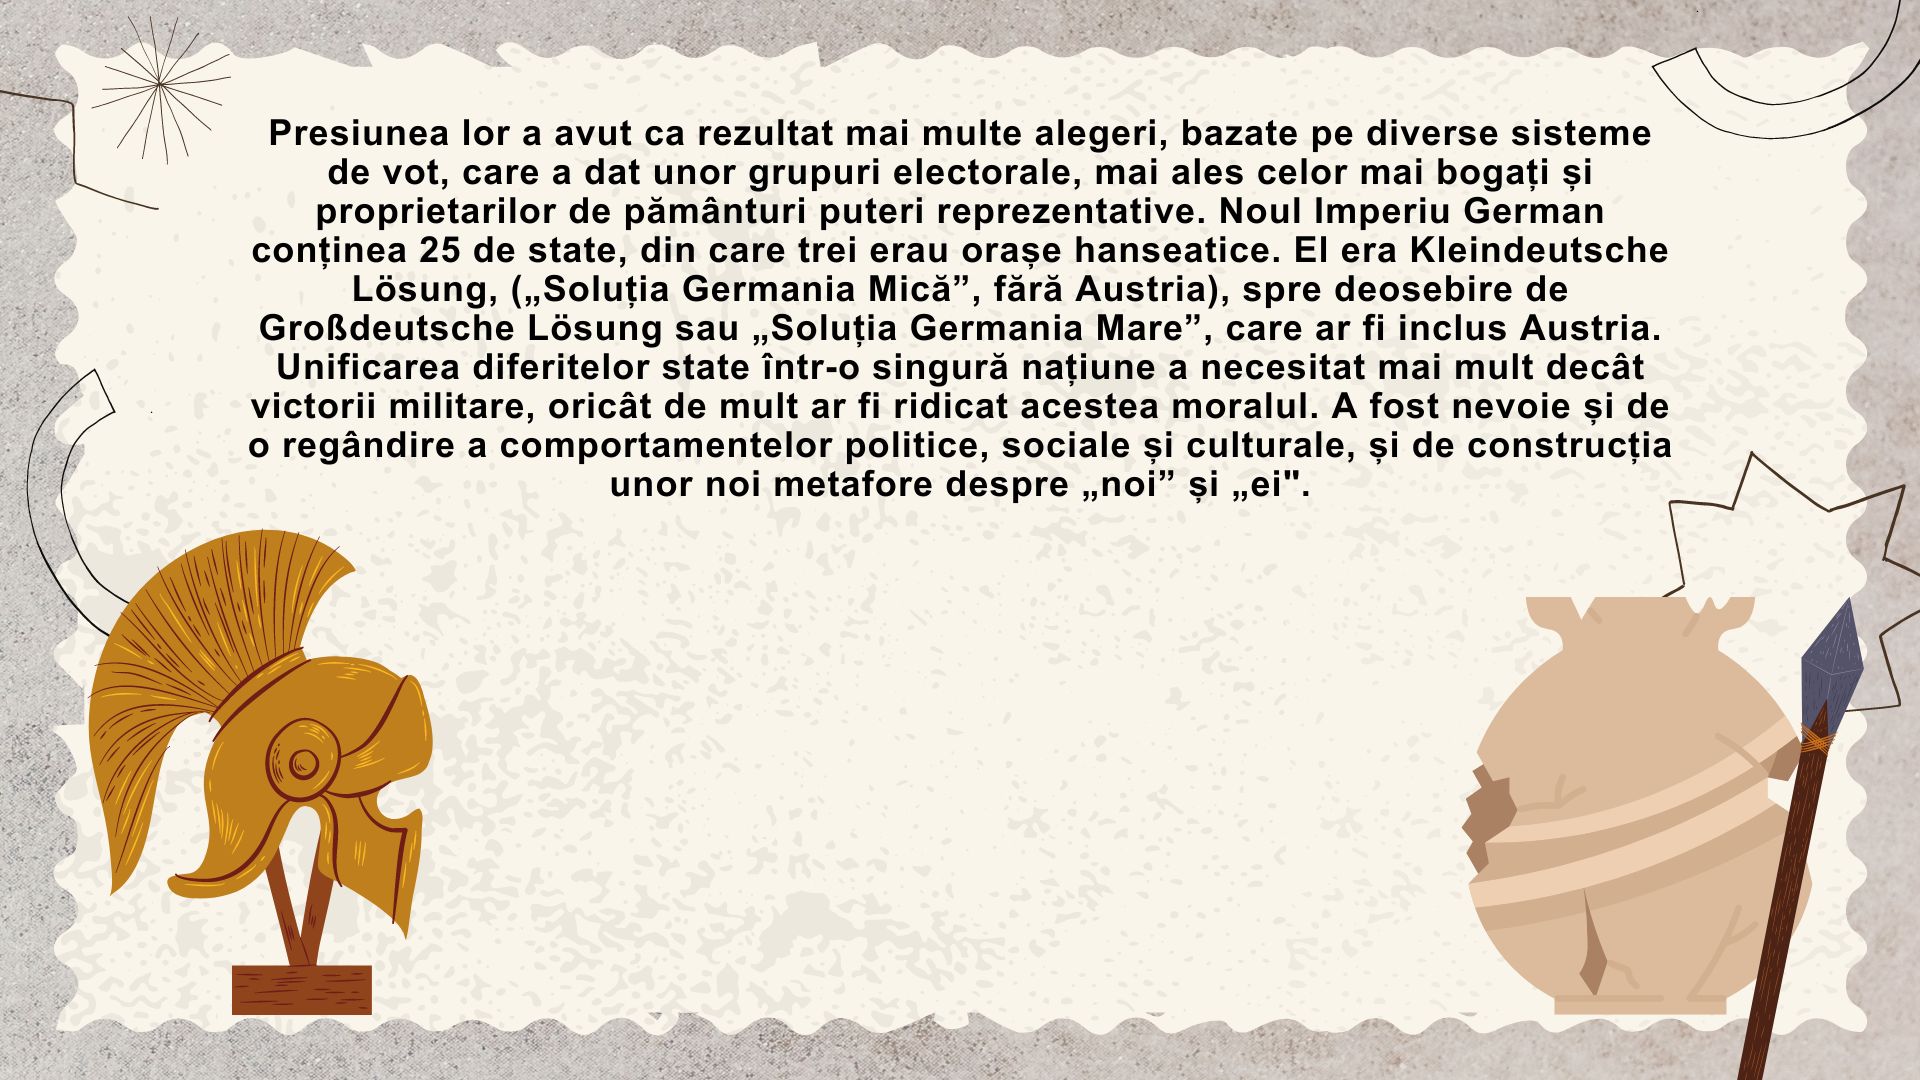 Presiunea lor a avut ca rezultat mai multe alegeri, bazate pe diverse sisteme
de vot, care a dat unor grupuri electorale, mai ales celor mai bogați și
proprietarilor de pământuri puteri reprezentative. Noul Imperiu German
conținea 25 de state, din care trei erau orașe hanseatice. El era Kleindeutsche
Lösung, („Soluția Germania Mică”, fără Austria), spre deosebire de
Großdeutsche Lösung sau „Soluția Germania Mare”, care ar fi inclus Austria.
Unificarea diferitelor state într-o singură națiune a necesitat mai mult decât
victorii militare, oricât de mult ar fi ridicat acestea moralul. A fost nevoie și de
o regândire a comportamentelor politice, sociale și culturale, și de construcția
unor noi metafore despre „noi” și „ei".